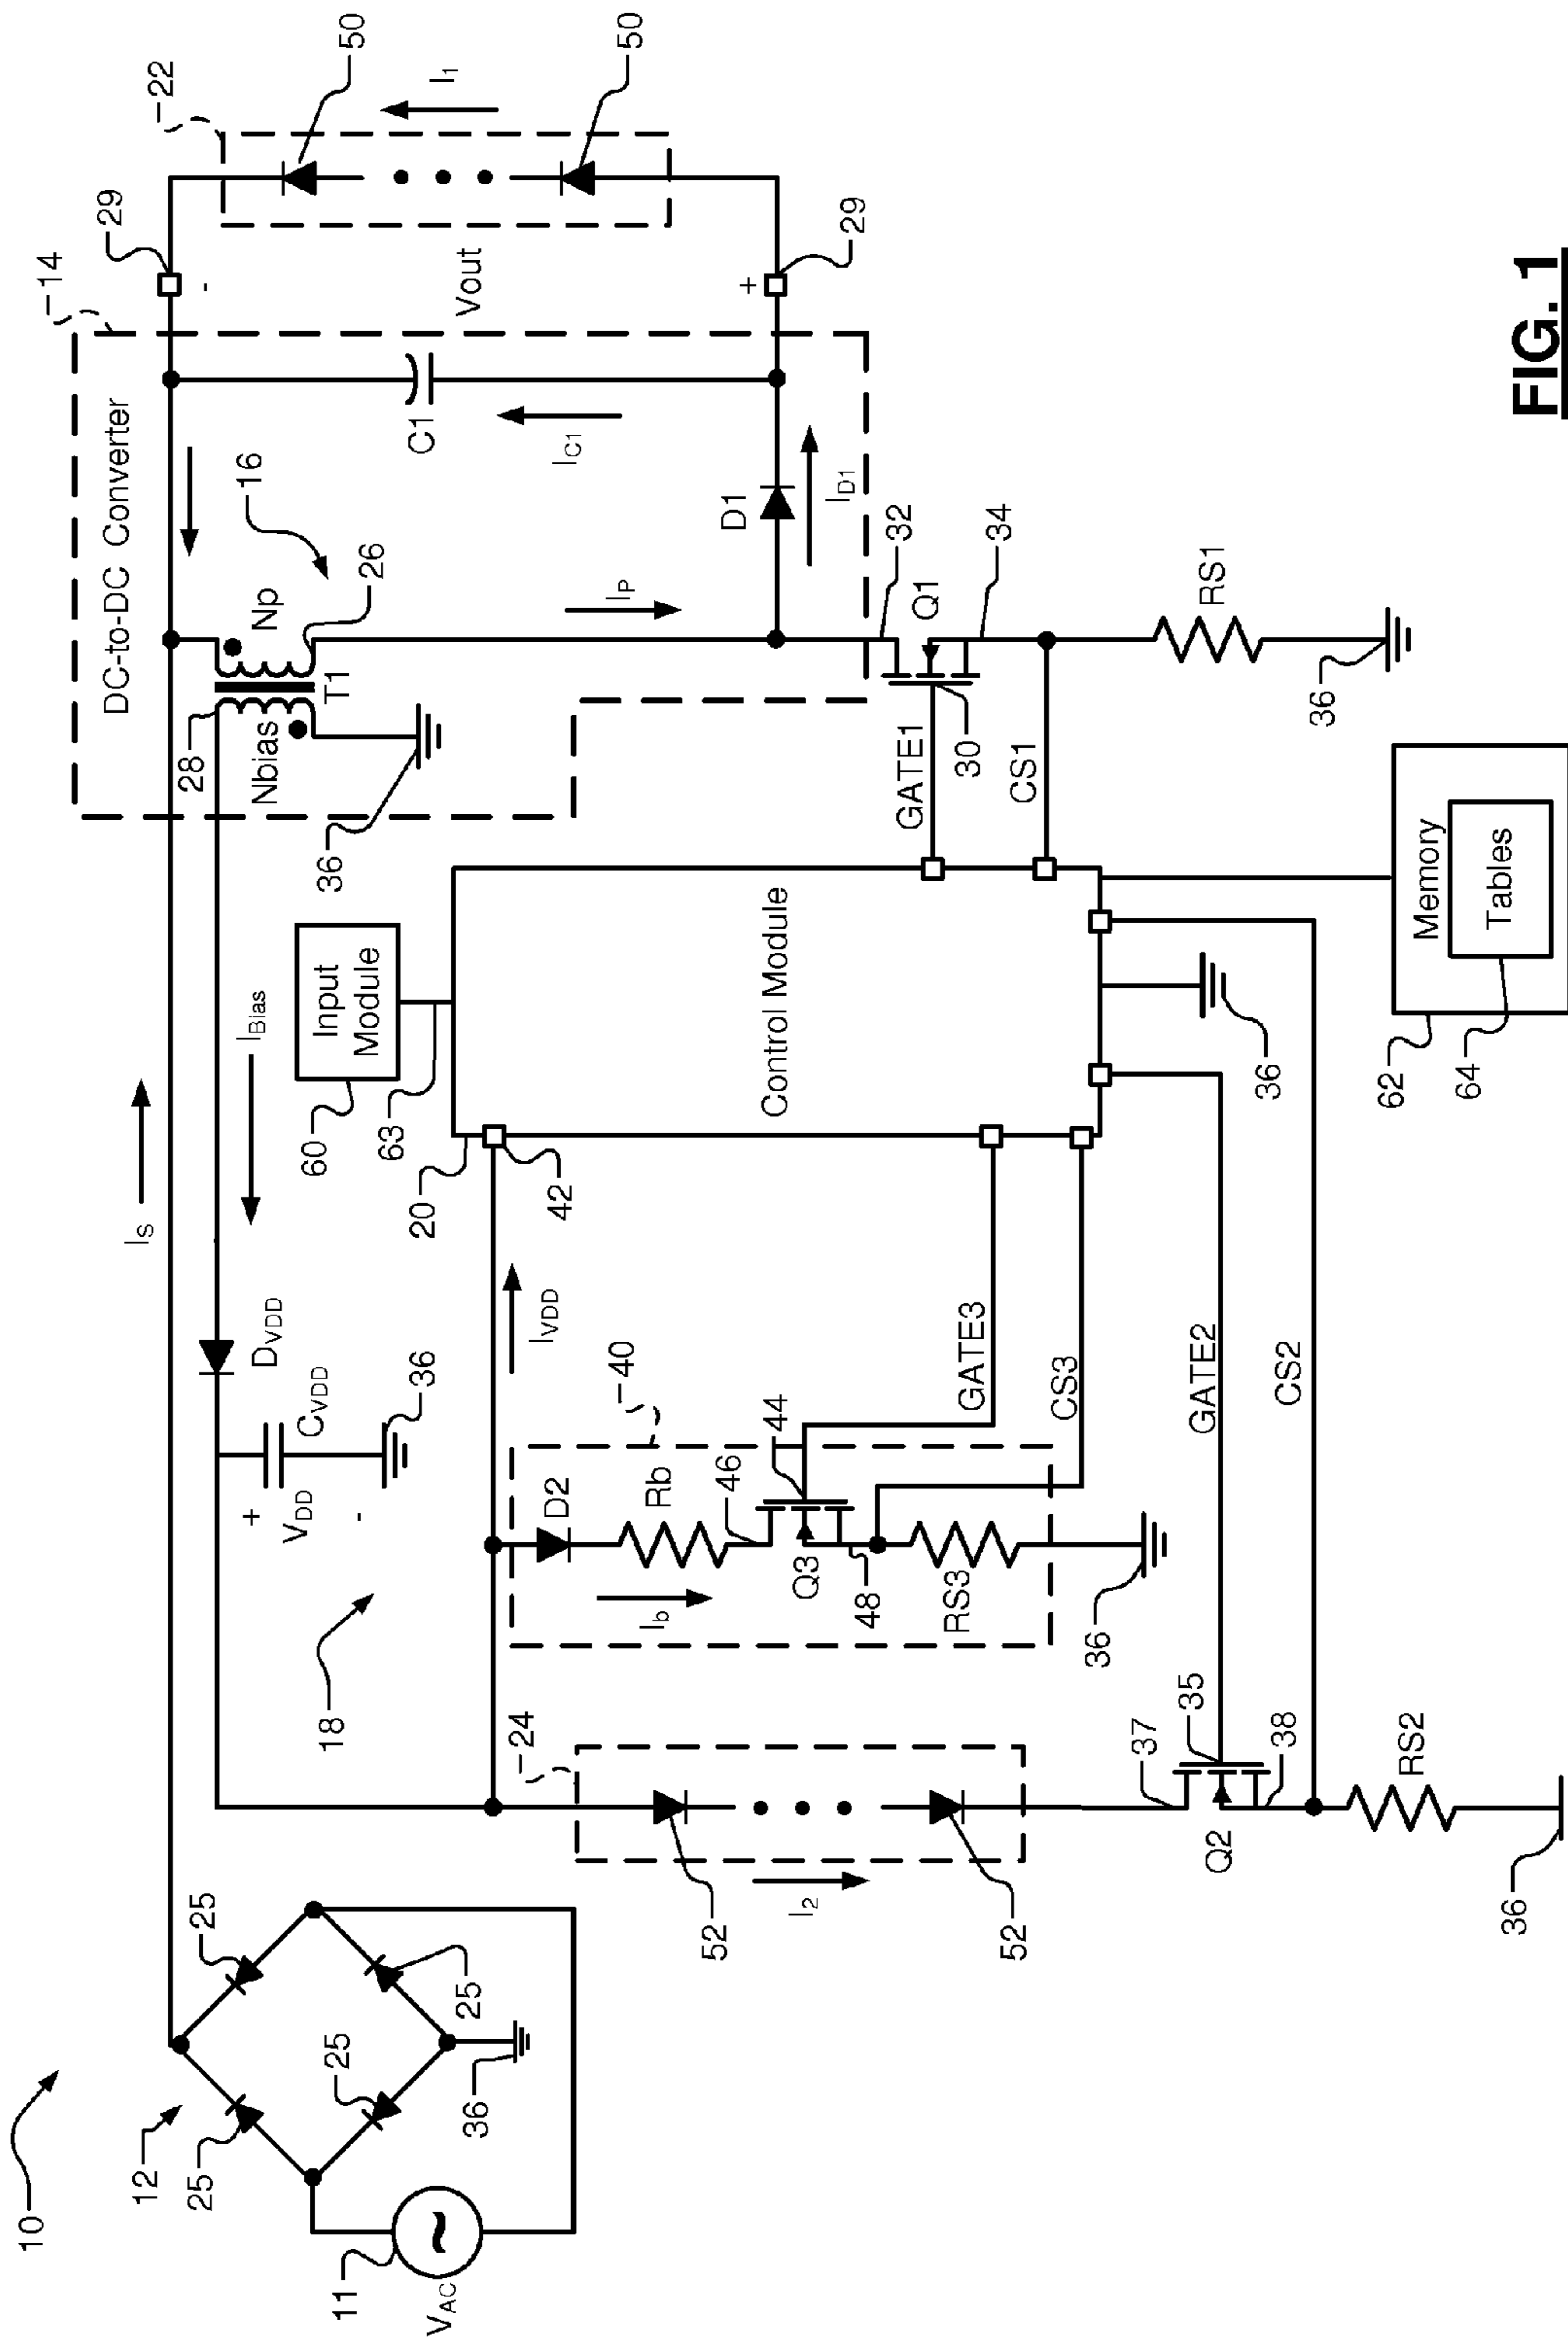 10
12
11
V_AC
25
25
25
25
36
I_S
14
DC-to-DC Converter
16
28
Nbias
Np
T1
26
36
I_P
D1
I_D1
C1
I_C1
29
-
Vout
+
29
22
50
50
I_1
I_Bias
D_VDD
C_VDD
+
V_DD
-
36
18
60
Input
Module
63
20
42
I_VDD
Control Module
40
D2
Rb
I_b
46
44
Q3
48
RS3
36
GATE3
CS3
24
52
52
I_2
37
35
Q2
38
RS2
36
GATE2
CS2
36
GATE1
30
CS1
32
Q1
34
RS1
36
Memory
Tables
62
64
FIG. 1